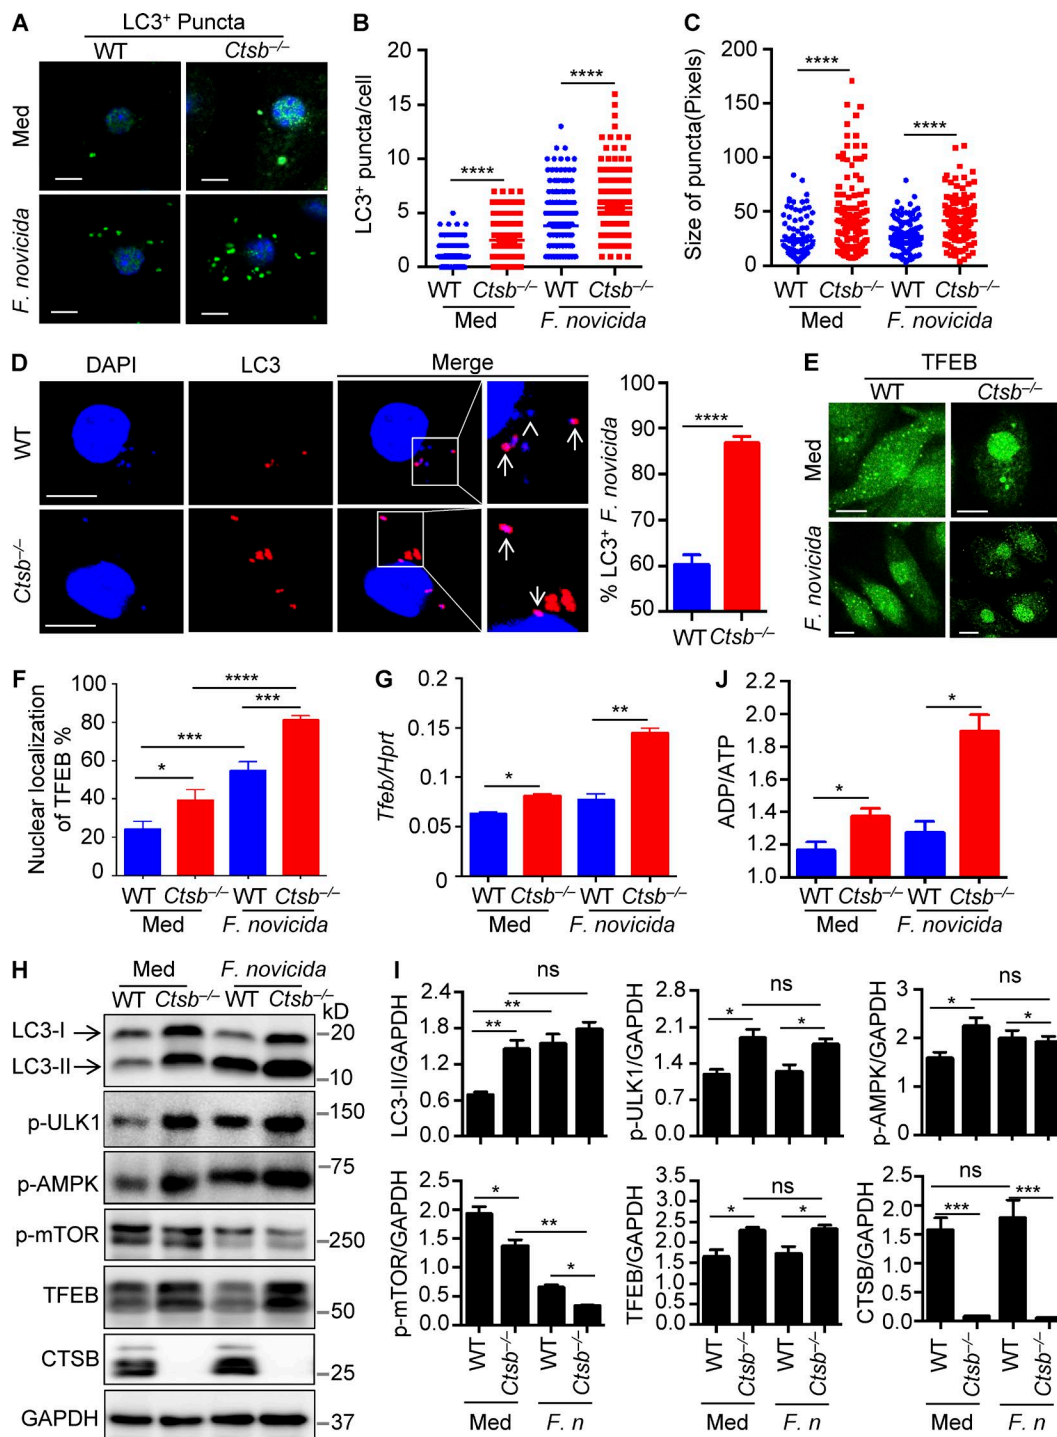 A
LC3⁺ Puncta
WT Ctsb⁻/⁻
Med
F. novicida
B
LC3⁺ puncta/cell
20
15
10
5
0
****
****
WT Ctsb⁻/⁻ WT Ctsb⁻/⁻
Med F. novicida
C
Size of puncta(Pixels)
200
150
100
50
0
****
****
WT Ctsb⁻/⁻ WT Ctsb⁻/⁻
Med F. novicida
D
DAPI LC3 Merge
WT
Ctsb⁻/⁻
% LC3⁺ F. novicida
100
90
80
70
60
50
****
WT Ctsb⁻/⁻
E
TFEB
WT Ctsb⁻/⁻
Med
F. novicida
F
Nuclear localization
of TFEB %
100
80
60
40
20
0
****
***
***
*
WT Ctsb⁻/⁻ WT Ctsb⁻/⁻
Med F. novicida
G
Tfeb/Hprt
0.2
0.15
0.1
0.05
0
*
**
WT Ctsb⁻/⁻ WT Ctsb⁻/⁻
Med F. novicida
J
ADP/ATP
2.2
2.0
1.8
1.6
1.4
1.2
1.0
*
*
WT Ctsb⁻/⁻ WT Ctsb⁻/⁻
Med F. novicida
H
Med F. novicida
WT Ctsb⁻/⁻ WT Ctsb⁻/⁻
kD
LC3-I 20
LC3-II 10
p-ULK1 150
p-AMPK 75
p-mTOR 250
TFEB 50
CTSB 25
GAPDH 37
I
LC3-II/GAPDH
2.4
1.8
1.2
0.6
0.0
ns
**
**
p-ULK1/GAPDH
2.8
2.1
1.4
0.7
0.0
ns
*
*
p-AMPK/GAPDH
4
3
2
1
0
ns
*
*
p-mTOR/GAPDH
2.5
2.0
1.5
1.0
0.5
0.0
*
**
*
WT Ctsb⁻/⁻ WT Ctsb⁻/⁻
Med F. n
TFEB/GAPDH
3.5
3.0
2.5
2.0
1.5
1.0
0.5
0.0
ns
*
*
WT Ctsb⁻/⁻ WT Ctsb⁻/⁻
Med F. n
CTSB/GAPDH
2.5
2.0
1.5
1.0
0.5
0.0
ns
***
***
WT Ctsb⁻/⁻ WT Ctsb⁻/⁻
Med F. n